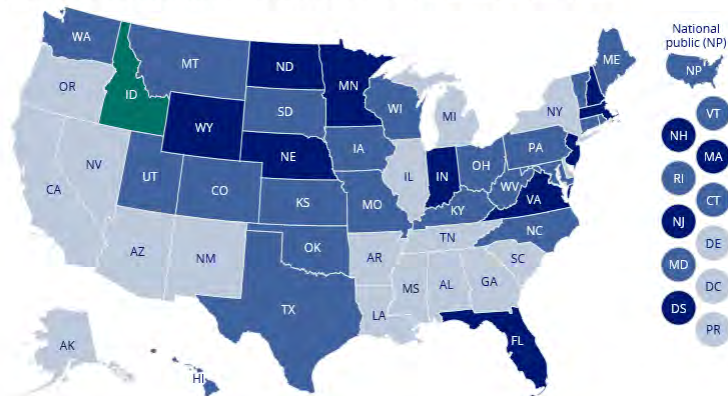 National
public (NP)
NP
WA
MT
ND
MN
ME
OR
ID
SD
WI
MI
NY
VT
WY
NH
MA
NE
IA
IL
IN
OH
PA
RI
CT
NV
UT
CO
KS
MO
KY
WV
VA
NJ
DE
CA
AZ
NM
OK
AR
TN
NC
MD
DC
TX
LA
MS
AL
GA
SC
DS
PR
AK
HI
FL